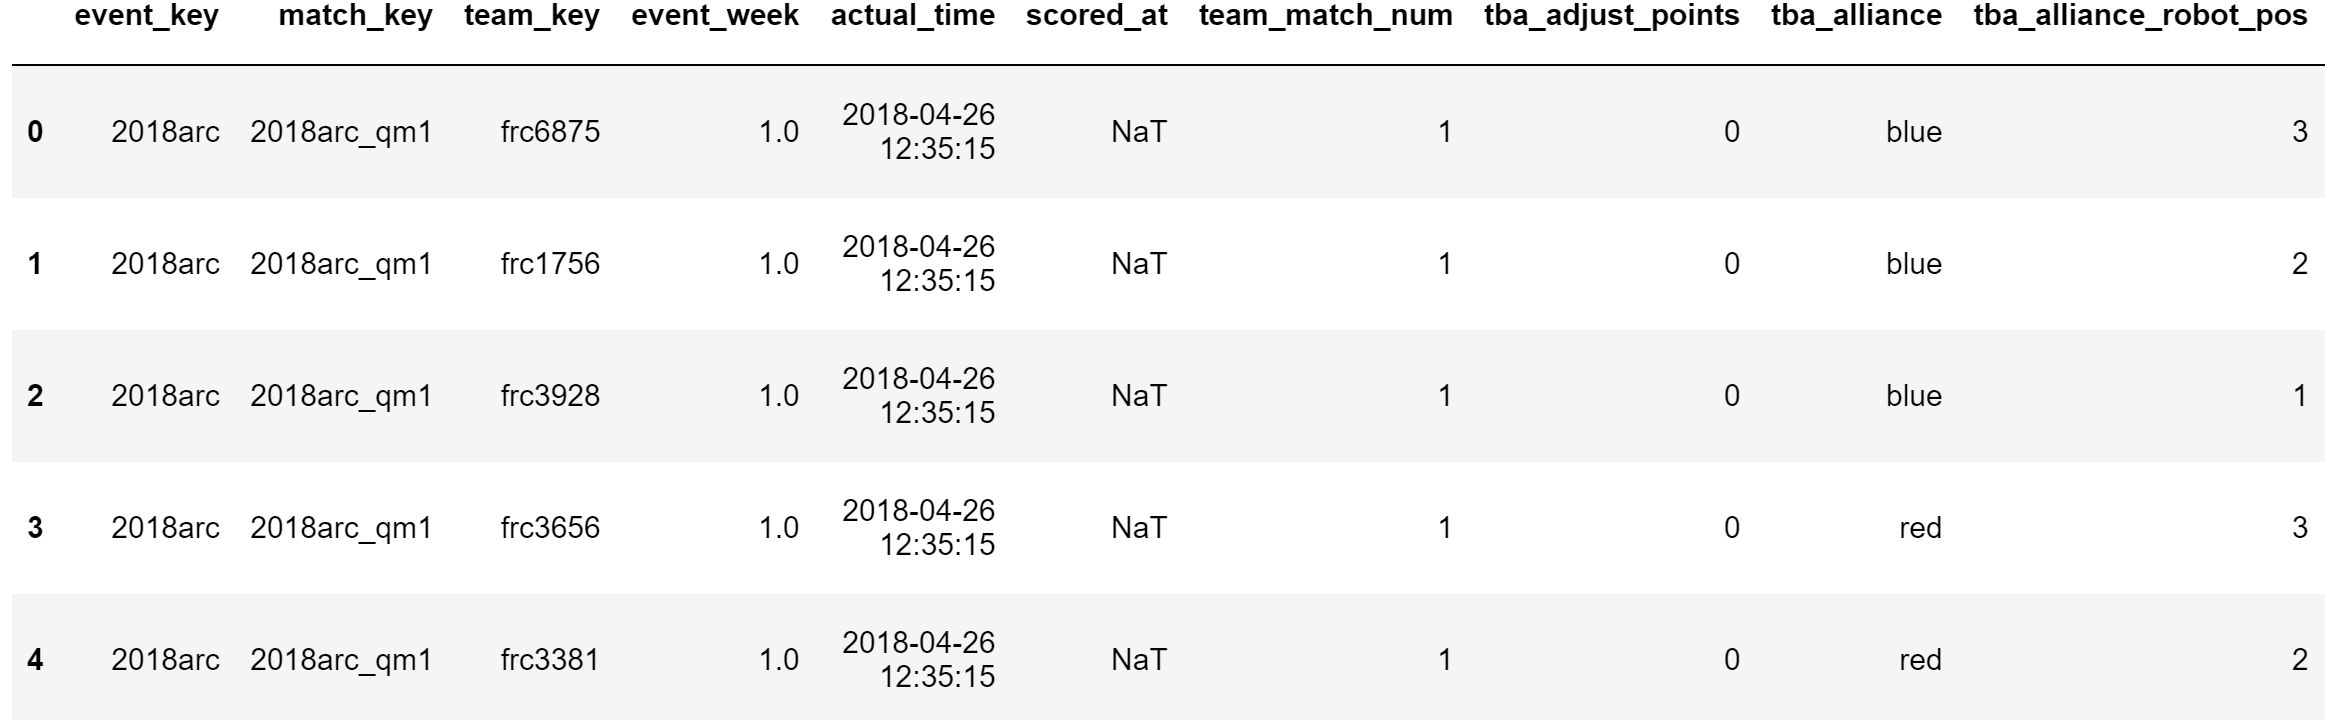 event_key match_key team_key event_week actual_time scored_at team_match_num tba_adjust_points tba_alliance tba_alliance_robot_pos
0 2018arc 2018arc_qm1 frc6875 1.0 2018-04-26 12:35:15 NaT 1 0 blue 3
1 2018arc 2018arc_qm1 frc1756 1.0 2018-04-26 12:35:15 NaT 1 0 blue 2
2 2018arc 2018arc_qm1 frc3928 1.0 2018-04-26 12:35:15 NaT 1 0 blue 1
3 2018arc 2018arc_qm1 frc3656 1.0 2018-04-26 12:35:15 NaT 1 0 red 3
4 2018arc 2018arc_qm1 frc3381 1.0 2018-04-26 12:35:15 NaT 1 0 red 2